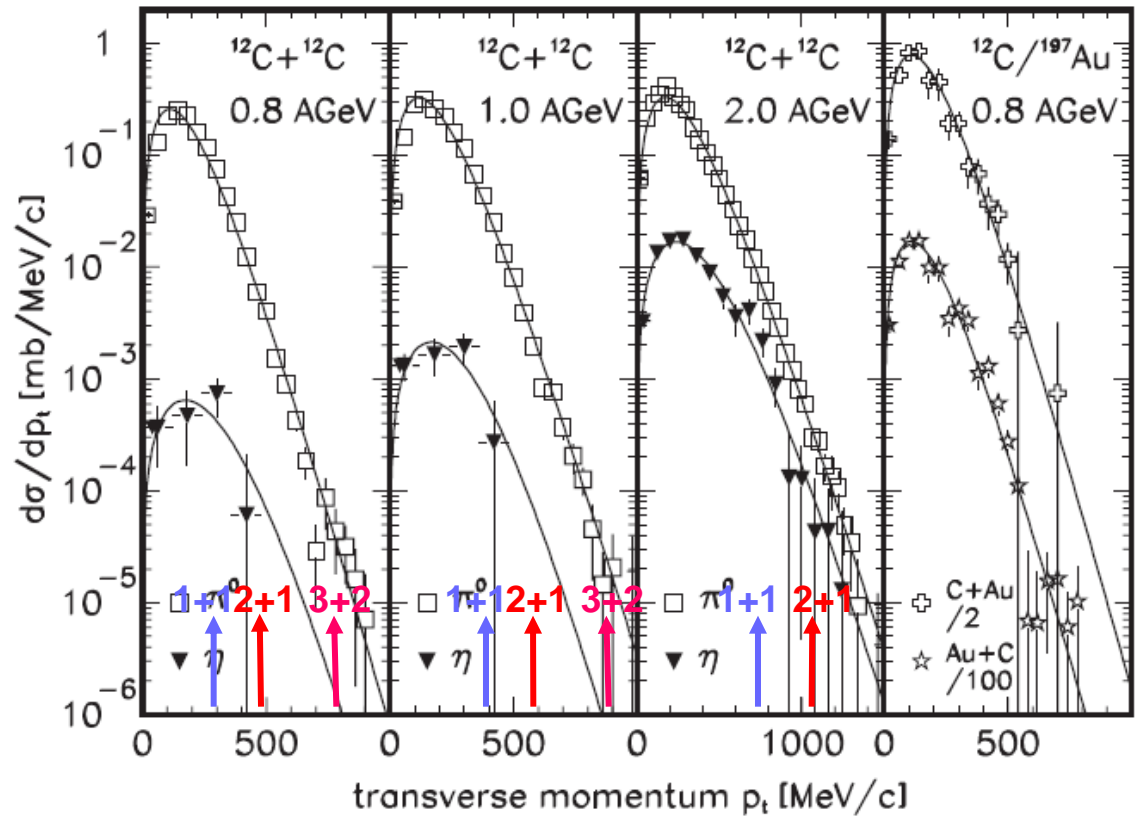 dσ/dpₜ [mb/MeV/c]
1
10⁻¹
10⁻²
10⁻³
10⁻⁴
10⁻⁵
10⁻⁶
¹²C+¹²C
0.8 AGeV
1+1 2+1 3+2
π⁰
η
0 500
¹²C+¹²C
1.0 AGeV
1+1 2+1 3+2
π⁰
η
0 500
¹²C+¹²C
2.0 AGeV
1+1 2+1
π⁰
η
0 1000
¹²C/¹⁹⁷Au
0.8 AGeV
C+Au
/2
Au+C
/100
0 500
transverse momentum pₜ [MeV/c]